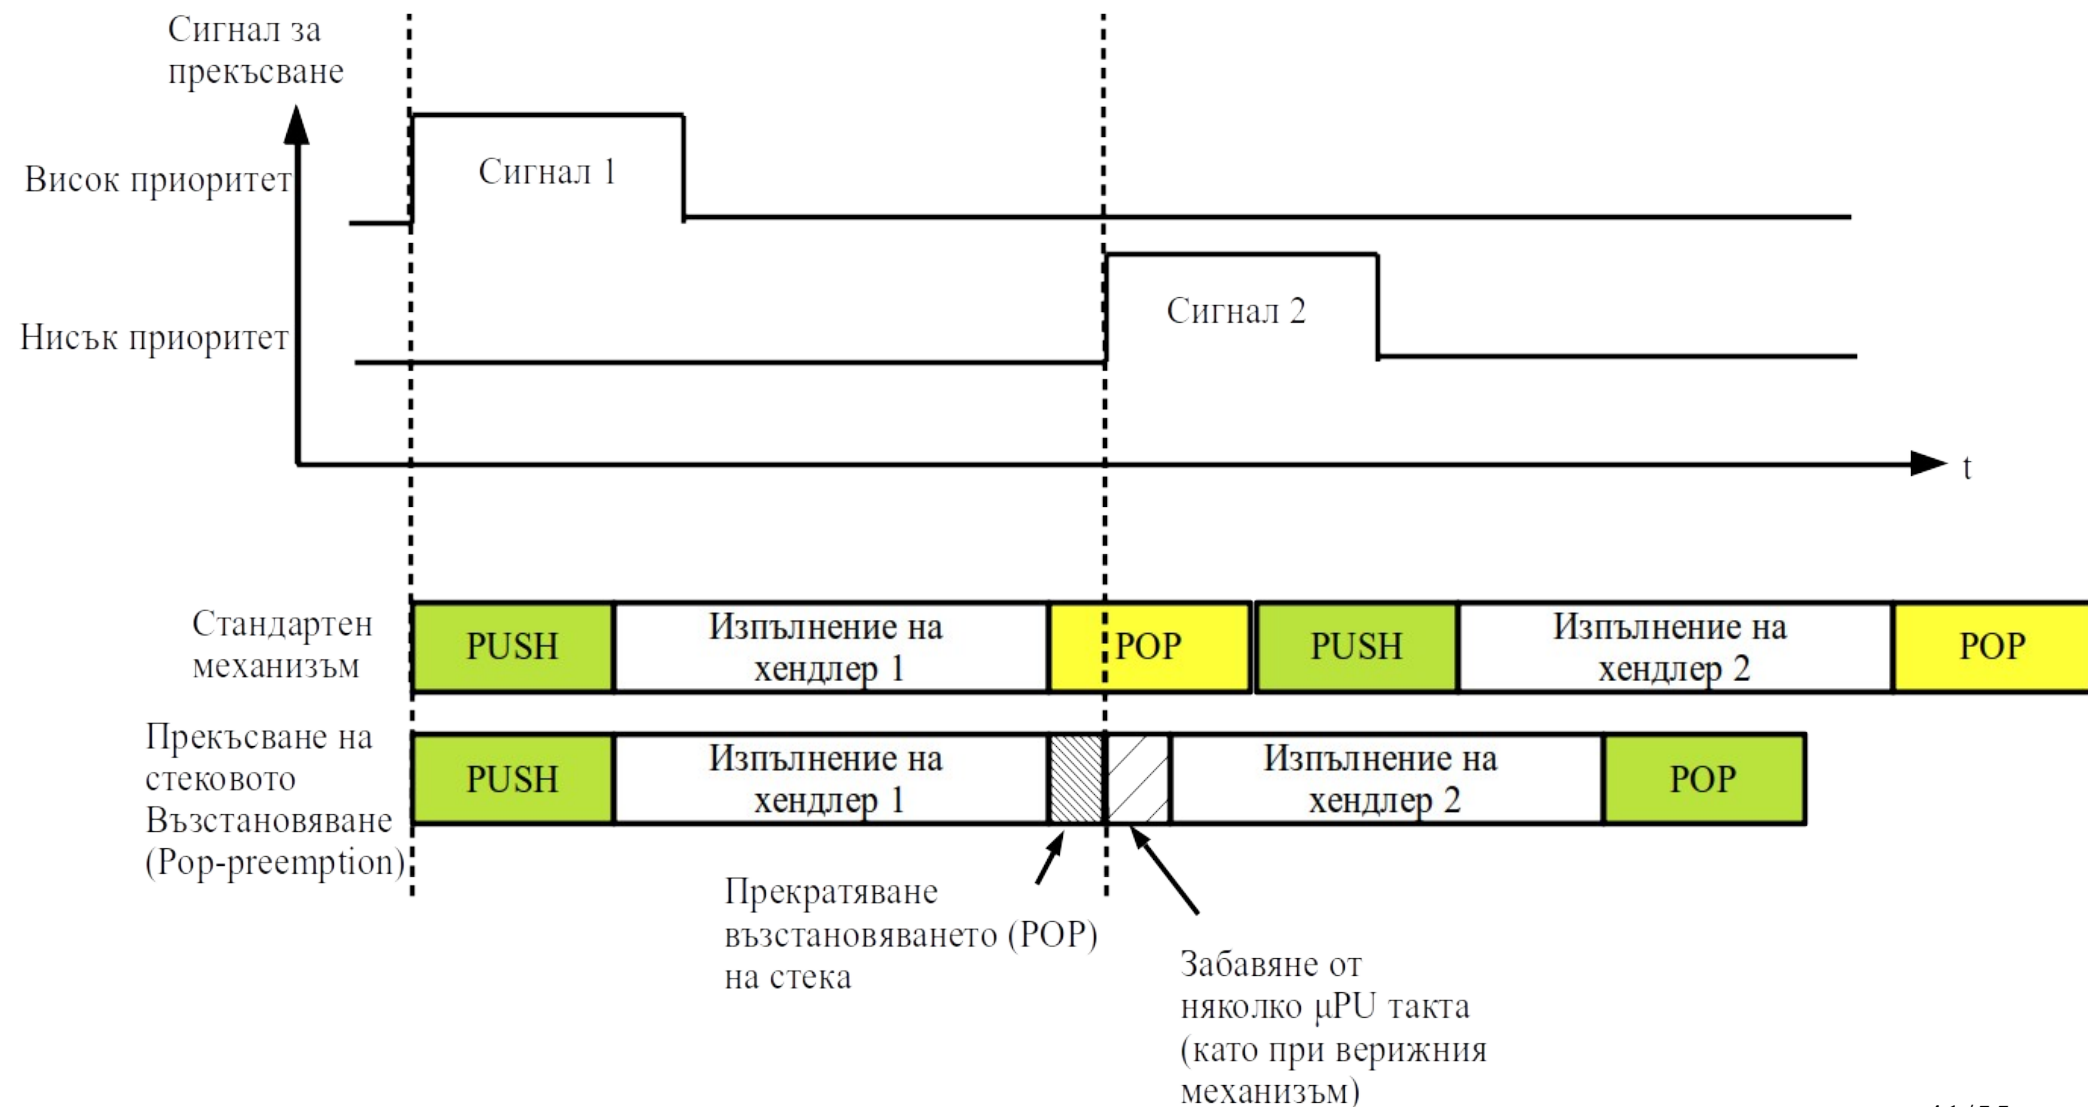 Сигнал за
прекъсване
Висок приоритет
Сигнал 1
Нисък приоритет
Сигнал 2
t
Стандартен
механизъм
PUSH
Изпълнение на
хендлер 1
POP
PUSH
Изпълнение на
хендлер 2
POP
Прекъсване на
стековото
Възстановяване
(Pop-preemption)
PUSH
Изпълнение на
хендлер 1
Изпълнение на
хендлер 2
POP
Прекратяване
възстановяването (POP)
на стека
Забавяне от
няколко μPU такта
(като при верижния
механизъм)